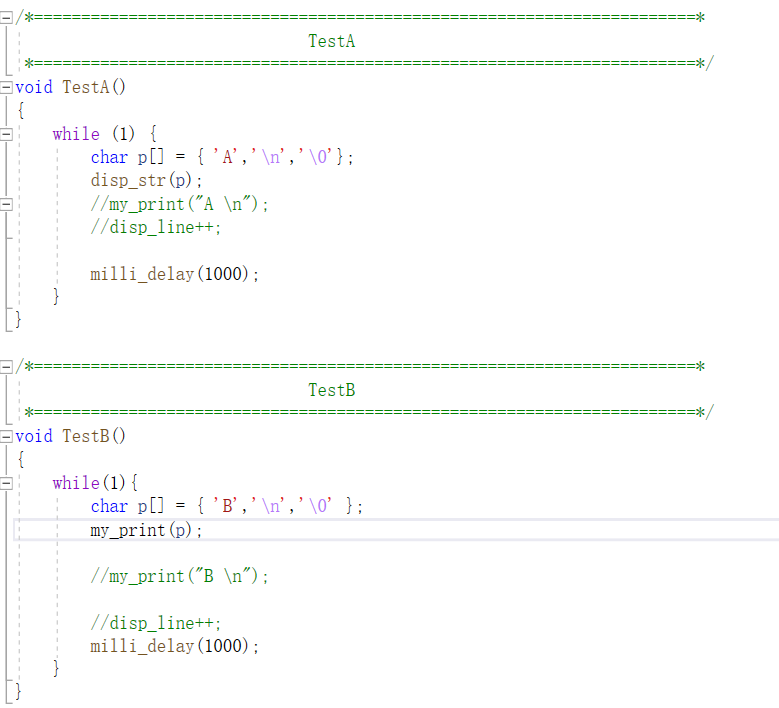 /*======================================================================*
                               TestA
 *======================================================================*/
void TestA()
{
    while (1) {
        char p[] = { 'A','\n','\0'};
        disp_str(p);
        //my_print("A \n");
        //disp_line++;
        milli_delay(1000);
    }
}
/*======================================================================*
                               TestB
 *======================================================================*/
void TestB()
{
    while(1){
        char p[] = { 'B','\n','\0' };
        my_print(p);
        //my_print("B \n");
        //disp_line++;
        milli_delay(1000);
    }
}